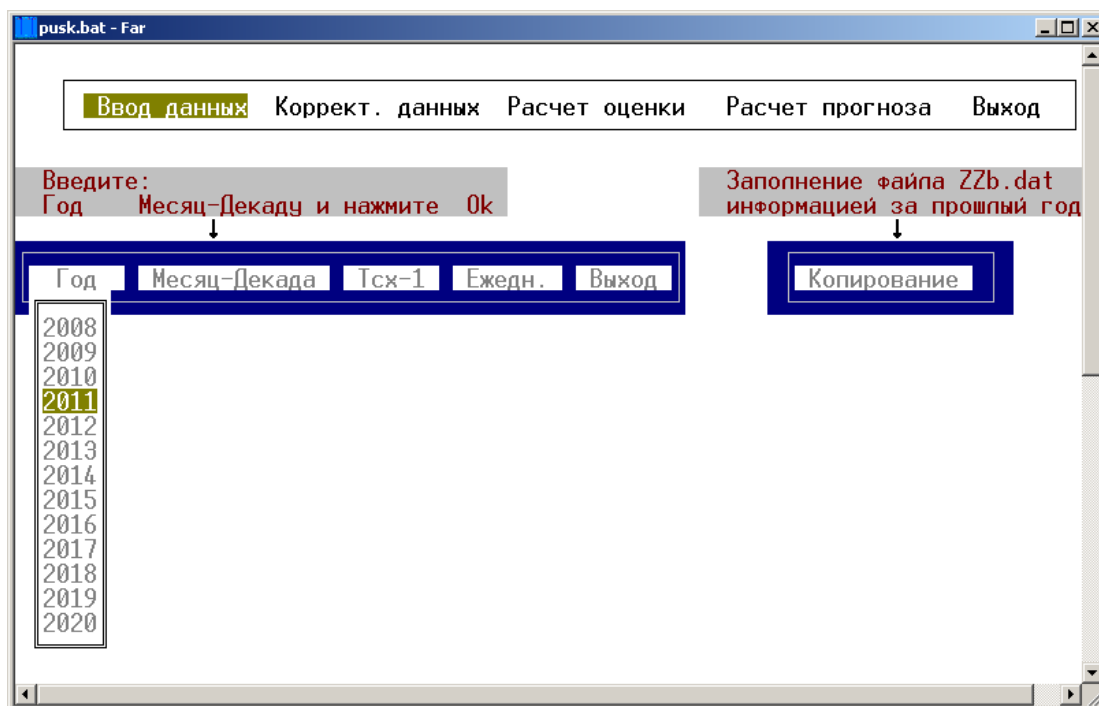 pusk.bat - Far
Ввод данных Коррект. данных Расчет оценки Расчет прогноза Выход
Введите:
Год Месяц-Декаду и нажмите Ok
Заполнение файла ZZb.dat
информацией за прошлый год
Год Месяц-Декада Тсх-1 Ежедн. Выход
Копирование
2008
2009
2010
2011
2012
2013
2014
2015
2016
2017
2018
2019
2020